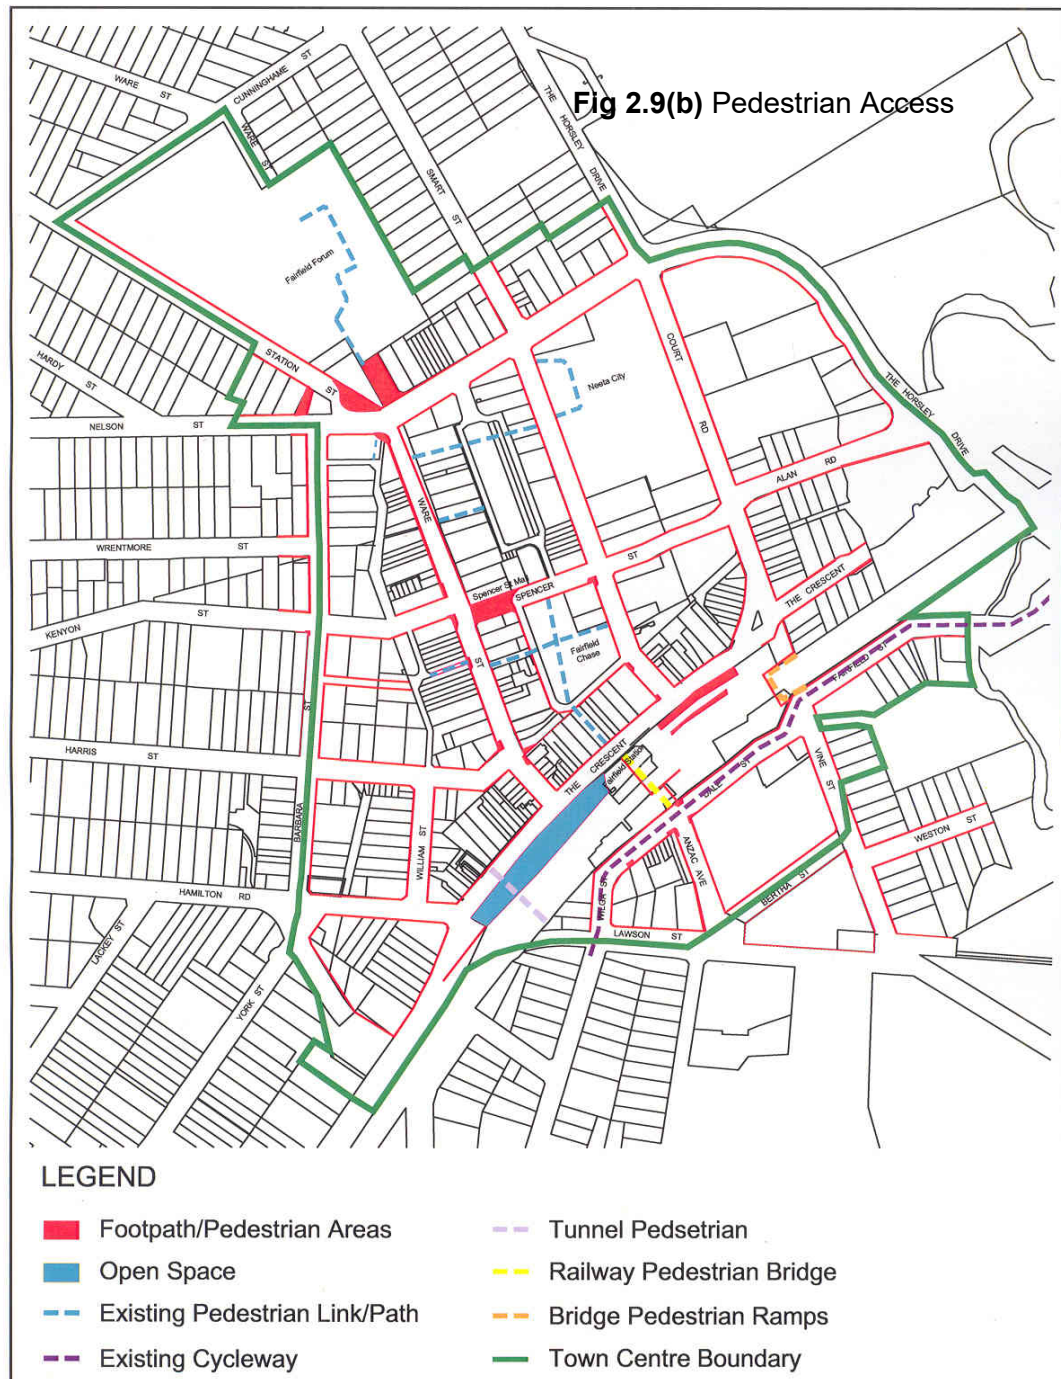 Fig 2.9(b) Pedestrian Access
WARE ST
CUNNINGHAME ST
WARE ST
THE HORSLEY DRIVE
SMART ST
Fairfield Forum
STATION ST
HARDY ST
NELSON ST
COURT RD
Neeta City
THE HORSLEY DRIVE
ALAN RD
WARE ST
WRENTMORE ST
Spencer St Mall
SPENCER ST
THE CRESCENT
KENYON ST
Fairfield
Chase
FAIRFIELD ST
HARRIS ST
BARBARA ST
THE CRESCENT
Fairfield Station
DALE ST
VINE ST
WILLIAM ST
ANZAC AVE
WESTON ST
HAMILTON RD
BERTHA ST
WILGA ST
LAWSON ST
LACKEY ST
YORK ST
LEGEND
Footpath/Pedestrian Areas
Open Space
Existing Pedestrian Link/Path
Existing Cycleway
Tunnel Pedsetrian
Railway Pedestrian Bridge
Bridge Pedestrian Ramps
Town Centre Boundary